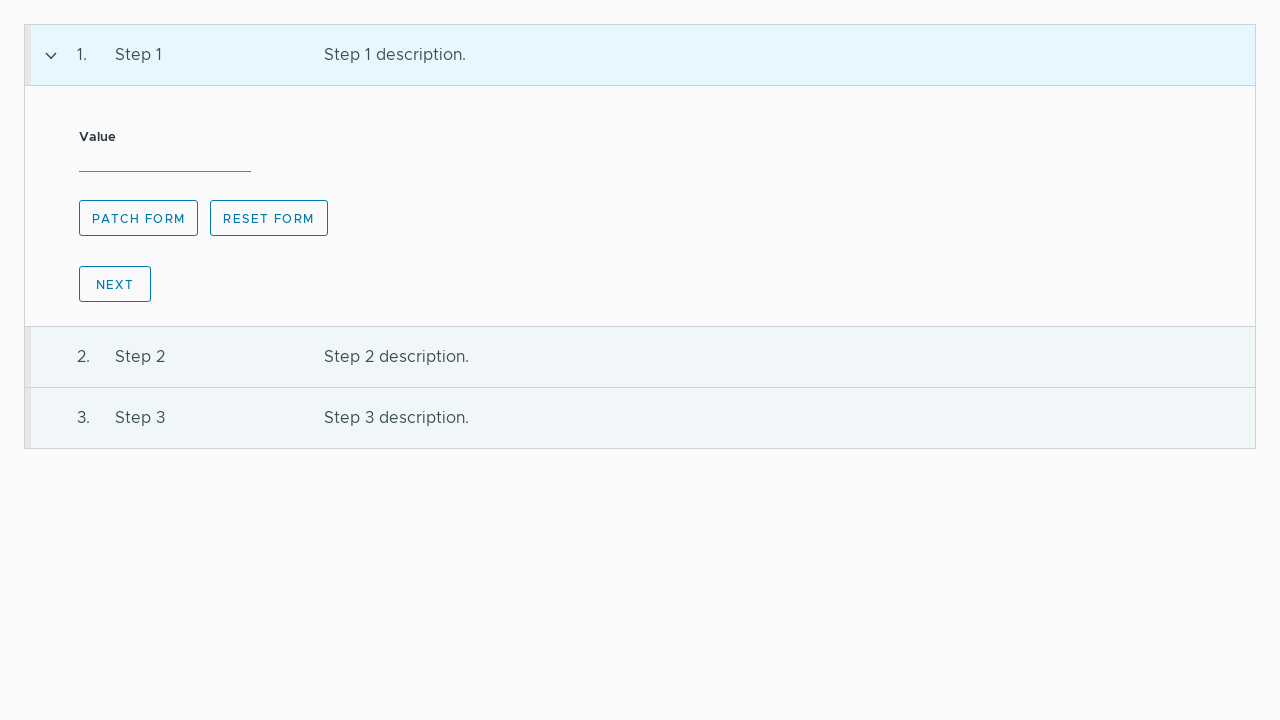 1. Step 1 Step 1 description.
Value
PATCH FORM RESET FORM
NEXT
2. Step 2 Step 2 description.
3. Step 3 Step 3 description.